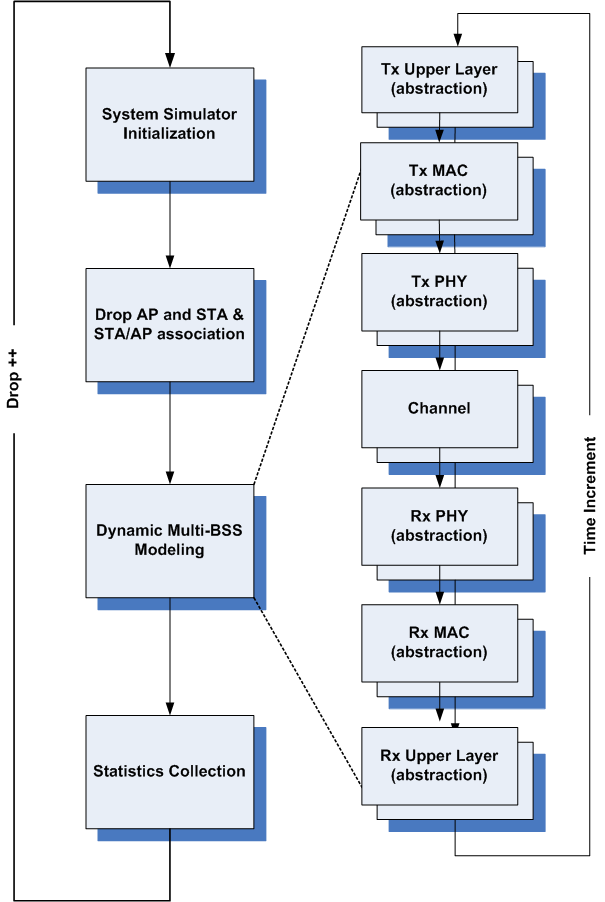 System Simulator
Initialization
Drop AP and STA &
STA/AP association
Dynamic Multi-BSS
Modeling
Statistics Collection
Drop ++
Tx Upper Layer
(abstraction)
Tx MAC
(abstraction)
Tx PHY
(abstraction)
Channel
Rx PHY
(abstraction)
Rx MAC
(abstraction)
Rx Upper Layer
(abstraction)
Time Increment